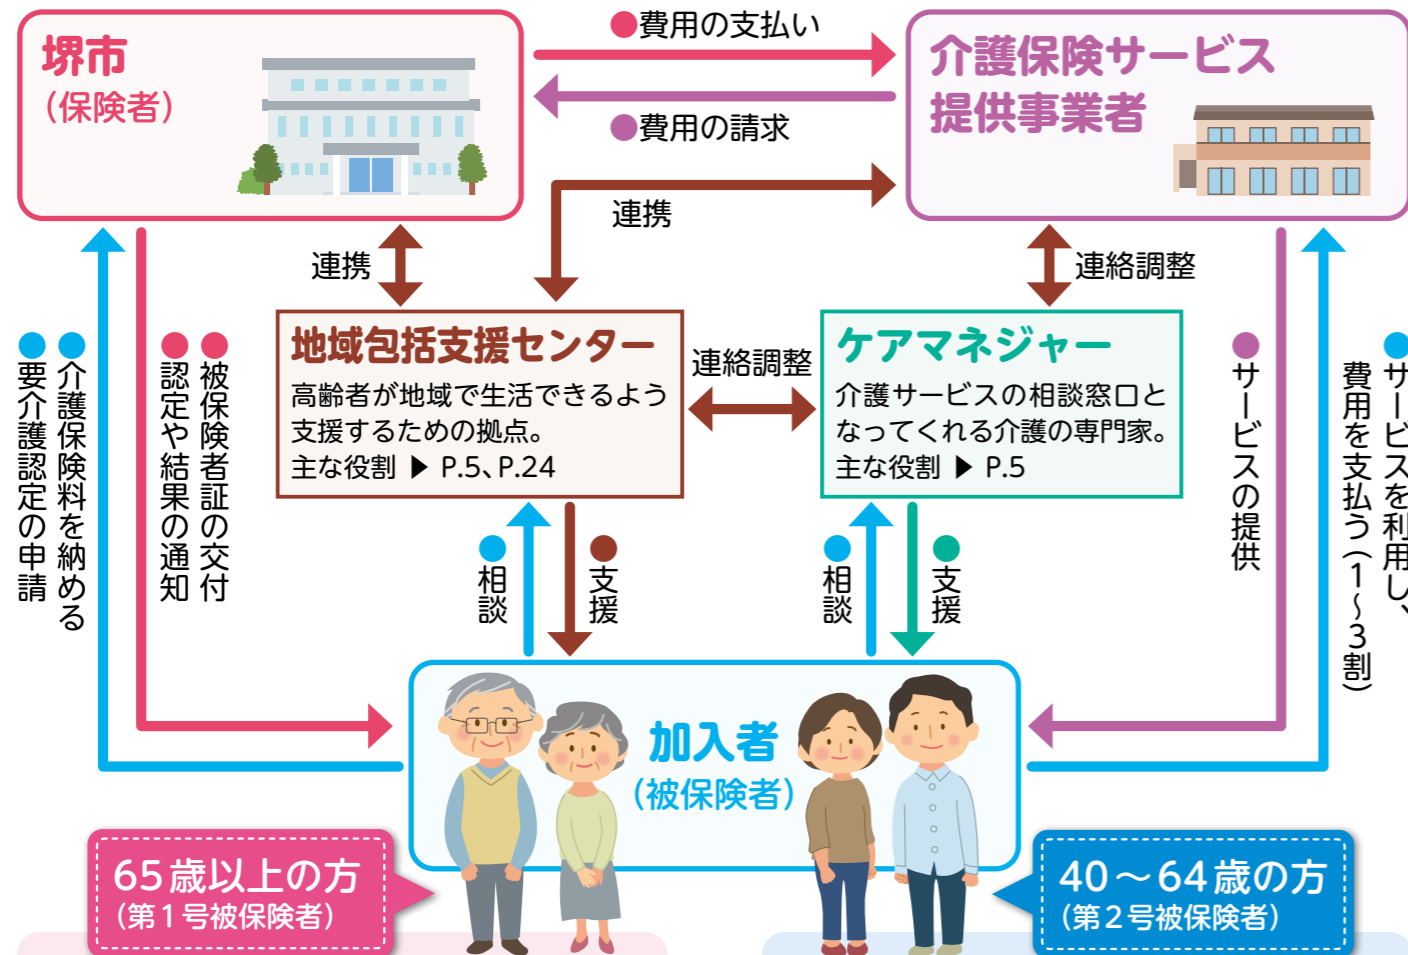 堺市
（保険者）
●費用の支払い
●費用の請求
介護保険サービス
提供事業者
連携
連携
連絡調整
地域包括支援センター
高齢者が地域で生活できるよう
支援するための拠点。
主な役割 ▶ P.5、P.24
連絡調整
ケアマネジャー
介護サービスの相談窓口と
なってくれる介護の専門家。
主な役割 ▶ P.5
●介護保険料を納める
●要介護認定の申請
●被保険者証の交付
●認定や結果の通知
●相談
●支援
●相談
●支援
●サービスの提供
●サービスを利用し、
費用を支払う（1～3割）
加入者
（被保険者）
65歳以上の方
（第1号被保険者）
40～64歳の方
（第2号被保険者）